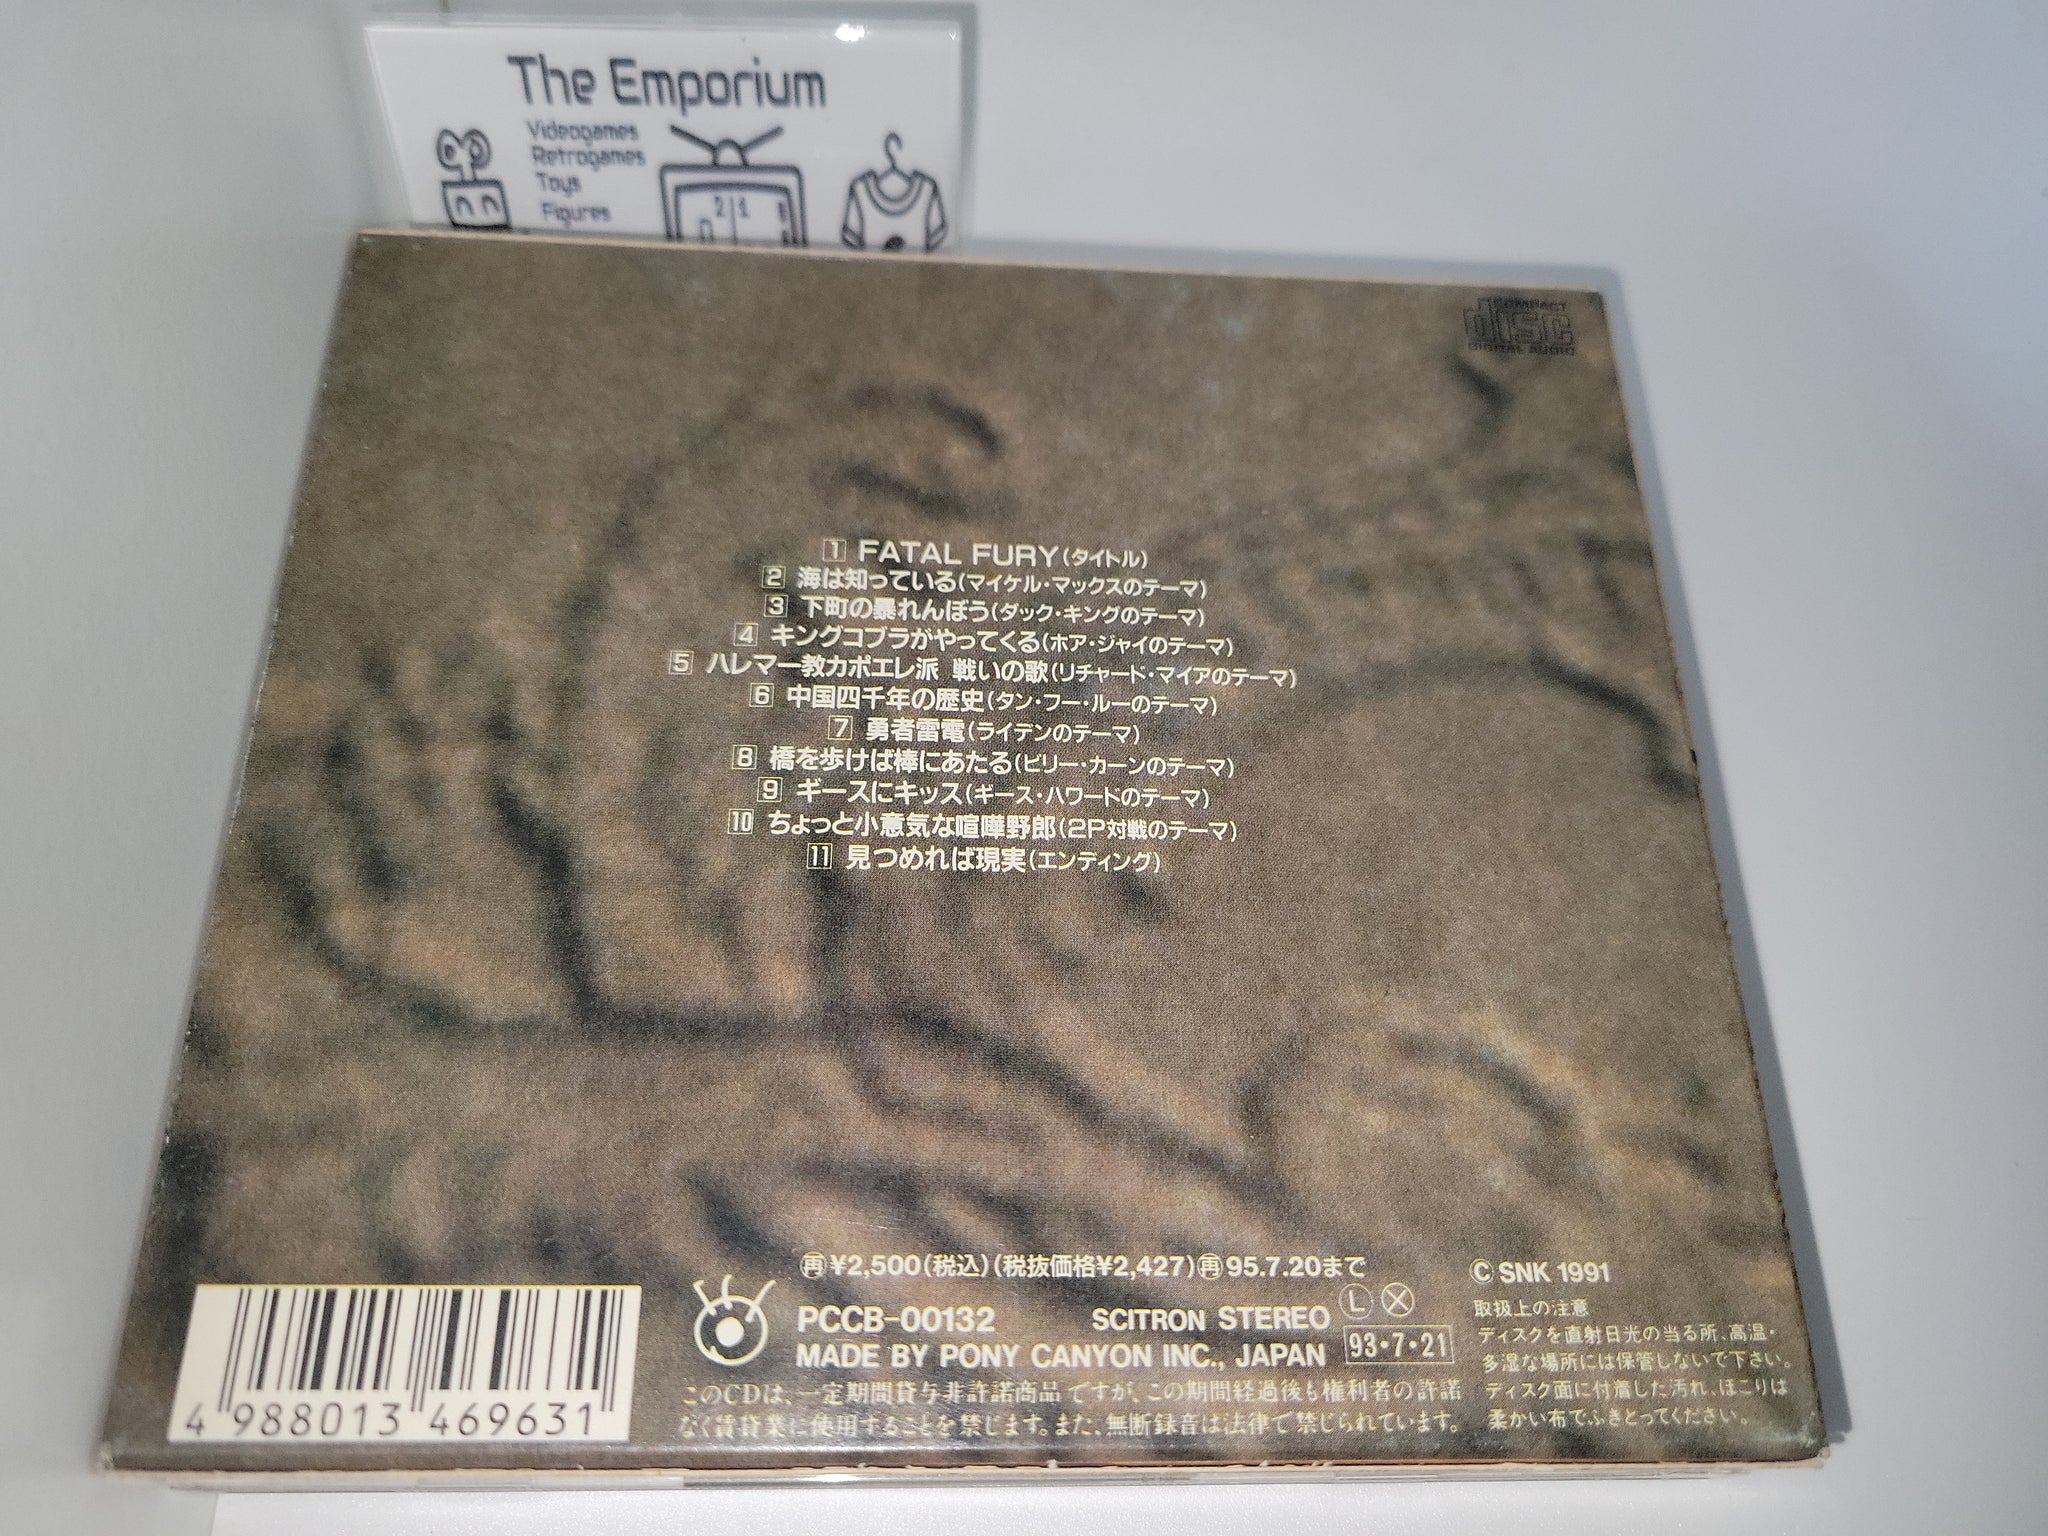 The Emporium
Videogames
Retrogames
Toys
Figures
2 1
COMPACT
disc
DIGITAL AUDIO
1 FATAL FURY(タイトル)
2 海は知っている(マイケル・マックスのテーマ)
3 下町の暴れんぼう(ダック・キングのテーマ)
4 キングコブラがやってくる(ホア・ジャイのテーマ)
5 ハレマー教カポエレ派 戦いの歌(リチャード・マイアのテーマ)
6 中国四千年の歴史(タン・フー・ルーのテーマ)
7 勇者雷電(ライデンのテーマ)
8 橋を歩けば棒にあたる(ビリー・カーンのテーマ)
9 ギースにキッス(ギース・ハワードのテーマ)
10 ちょっと小意気な喧嘩野郎(2P対戦のテーマ)
11 見つめれば現実(エンディング)
再¥2,500(税込)(税抜価格¥2,427)再95.7.20まで
PCCB-00132 SCITRON STEREO L X
MADE BY PONY CANYON INC., JAPAN 93・7・21
このCDは、一定期間貸与非許諾商品ですが、この期間経過後も権利者の許諾
なく賃貸業に使用することを禁じます。また、無断録音は法律で禁じられています。
© SNK 1991
取扱上の注意
ディスクを直射日光の当る所、高温・
多湿な場所には保管しないで下さい。
ディスク面に付着した汚れ、ほこりは
柔かい布でふきとってください。
4 988013 469631